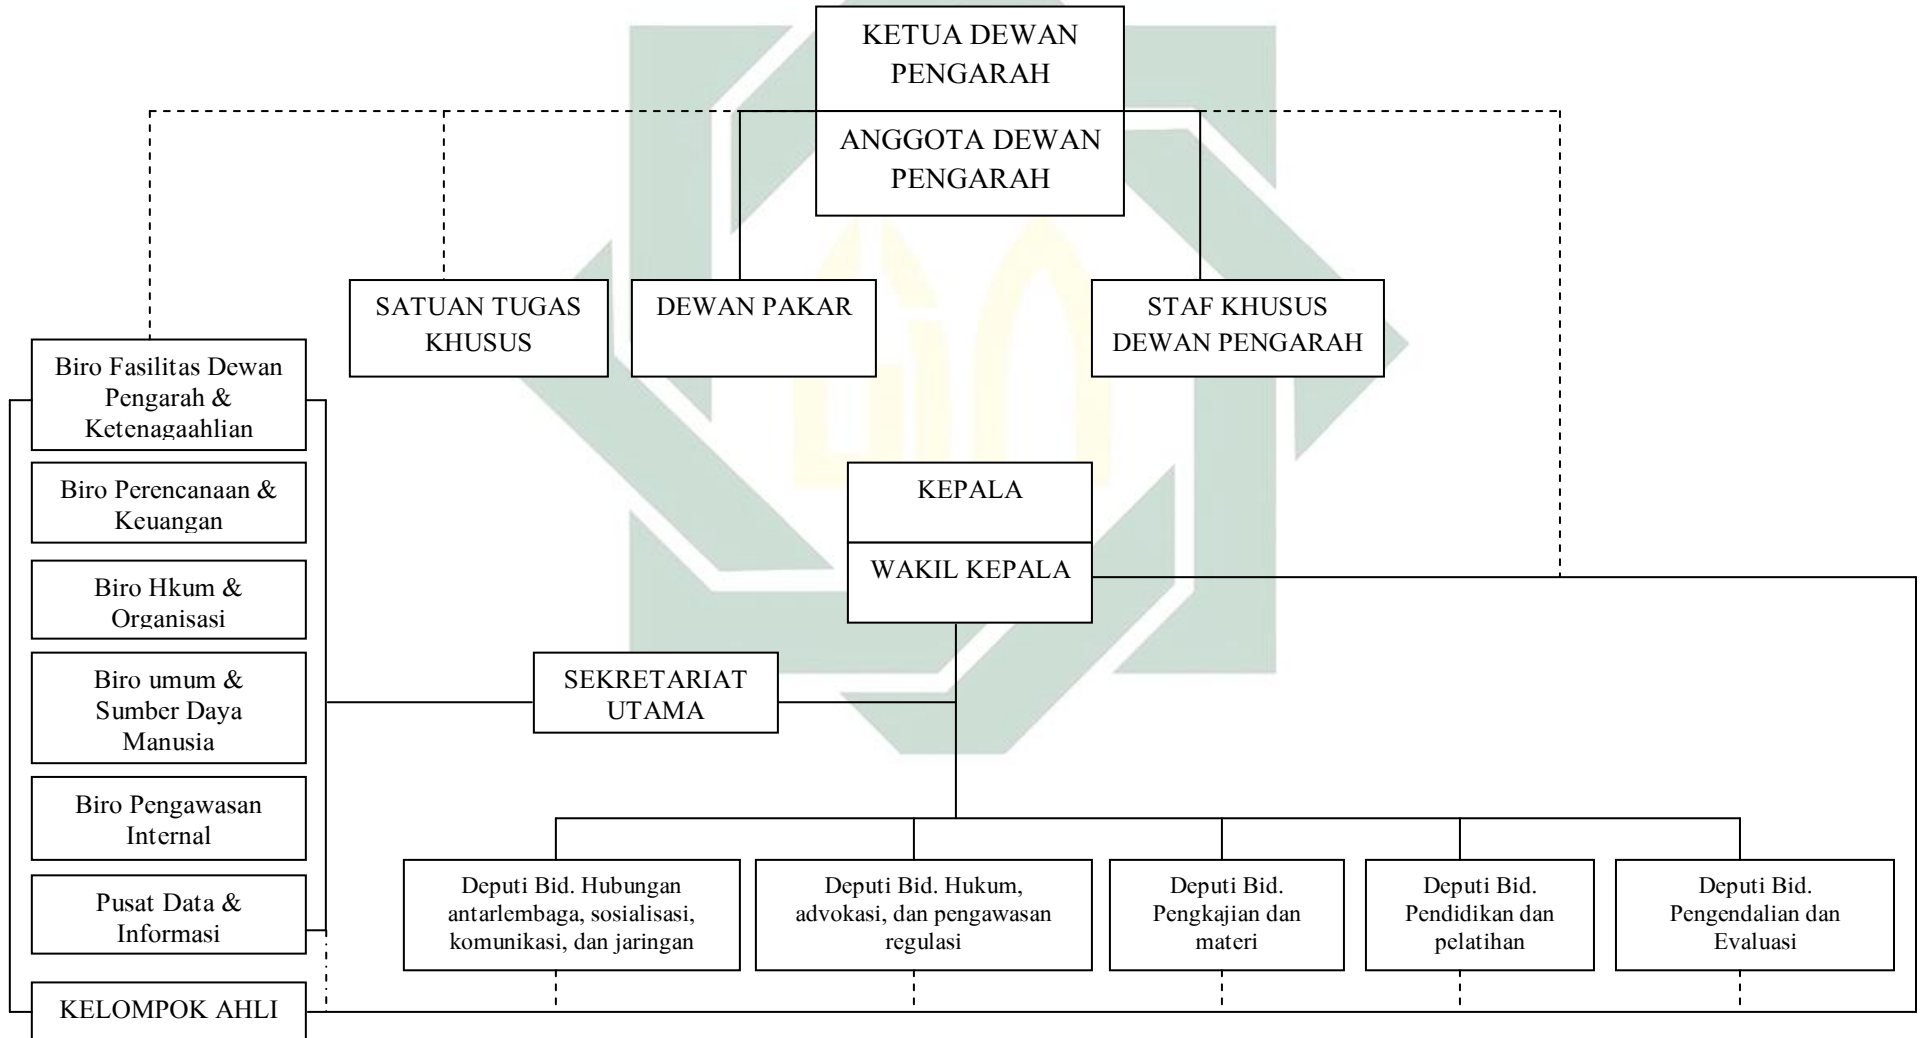 KETUA DEWAN
PENGARAH
ANGGOTA DEWAN
PENGARAH
SATUAN TUGAS
KHUSUS
DEWAN PAKAR
STAF KHUSUS
DEWAN PENGARAH
Biro Fasilitas Dewan
Pengarah &
Ketenagaahlian
Biro Perencanaan &
Keuangan
Biro Hkum &
Organisasi
Biro umum &
Sumber Daya
Manusia
Biro Pengawasan
Internal
Pusat Data &
Informasi
KELOMPOK AHLI
KEPALA
WAKIL KEPALA
SEKRETARIAT
UTAMA
Deputi Bid. Hubungan
antarlembaga, sosialisasi,
komunikasi, dan jaringan
Deputi Bid. Hukum,
advokasi, dan pengawasan
regulasi
Deputi Bid.
Pengkajian dan
materi
Deputi Bid.
Pendidikan dan
pelatihan
Deputi Bid.
Pengendalian dan
Evaluasi